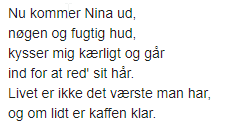 Nu kommer Nina ud,
nøgen og fugtig hud,
kysser mig kærligt og går
ind for at red' sit hår.
Livet er ikke det værste man har,
og om lidt er kaffen klar.